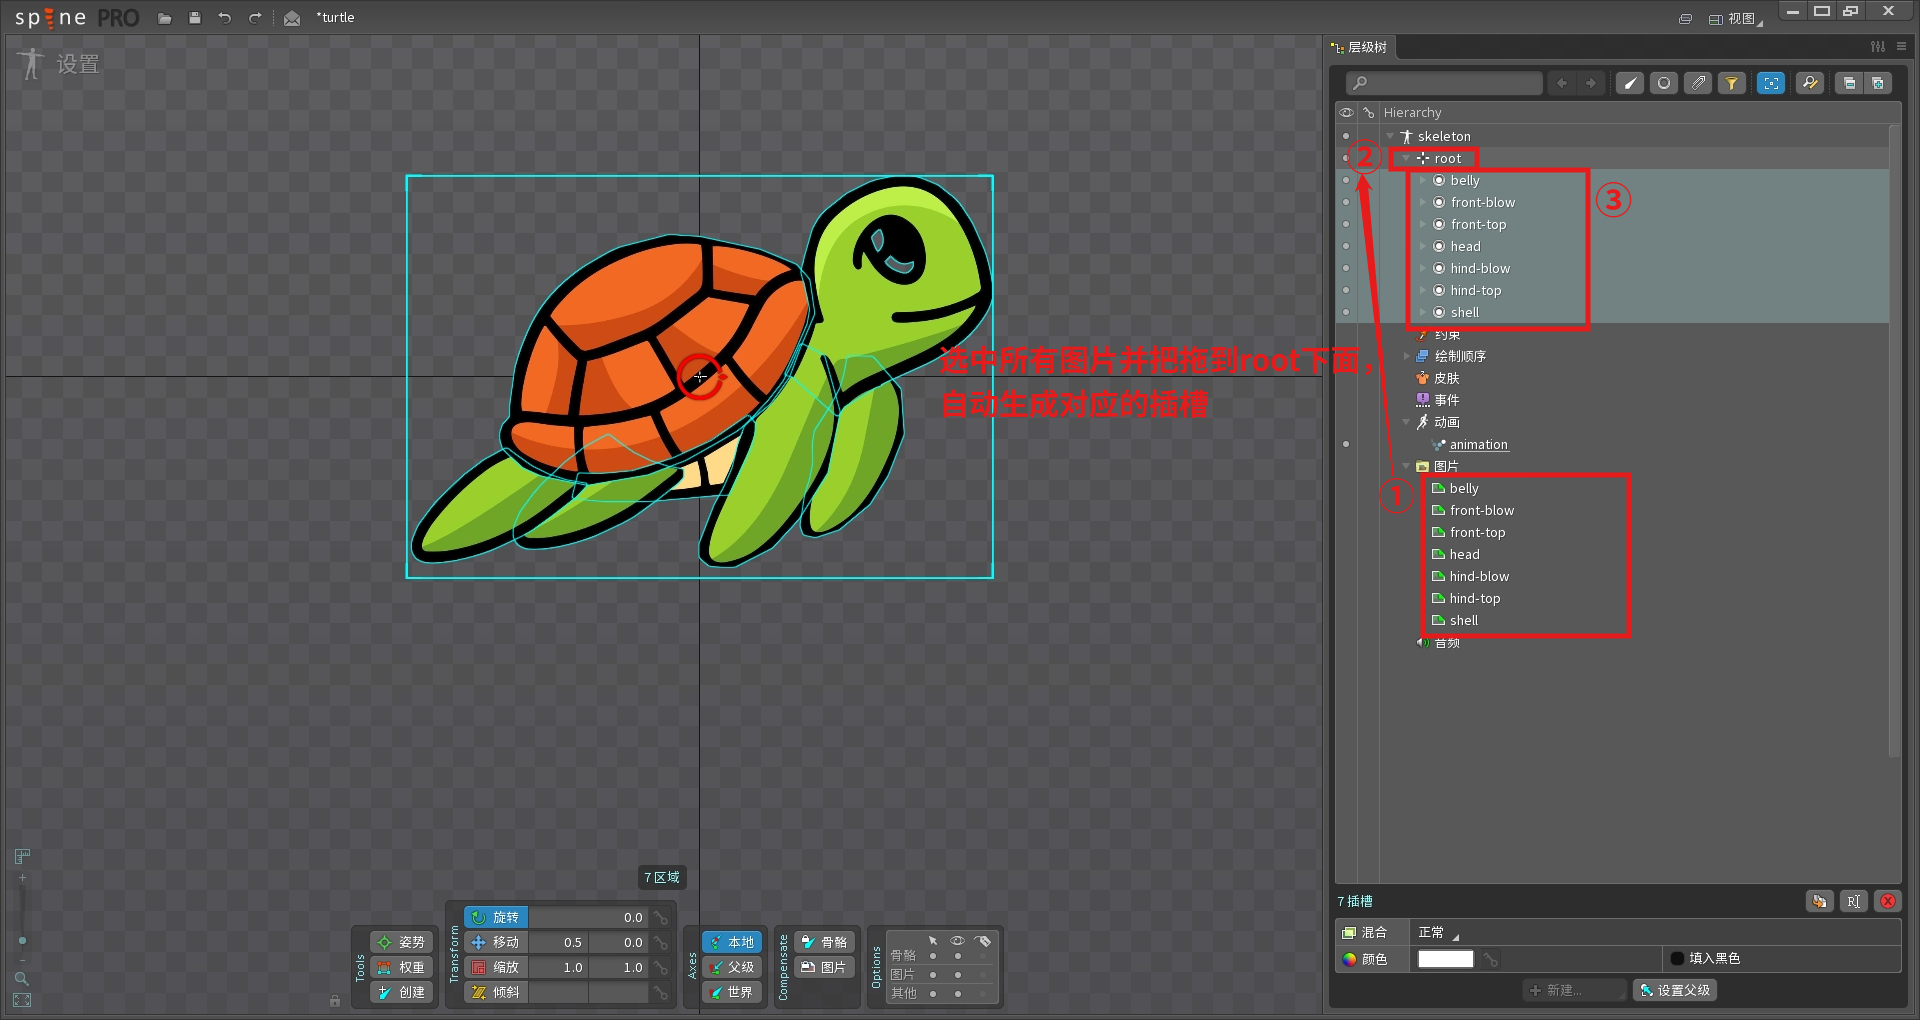 spine PRO
*turtle
视图
设置
层级树
Hierarchy
skeleton
② root
belly
③
front-blow
front-top
head
hind-blow
hind-top
shell
约束
绘制顺序
皮肤
事件
动画
animation
图片
选中所有图片并把拖到root下面，
自动生成对应的插槽
①
belly
front-blow
front-top
head
hind-blow
hind-top
shell
音频
7 区域
Tools
姿势
权重
创建
Transform
旋转 0.0
移动 0.5 0.0
缩放 1.0 1.0
倾斜
Axes
本地
父级
世界
Compensate
骨骼
图片
Options
骨骼
图片
其他
7 插槽
混合 正常
颜色 填入黑色
新建...
设置父级